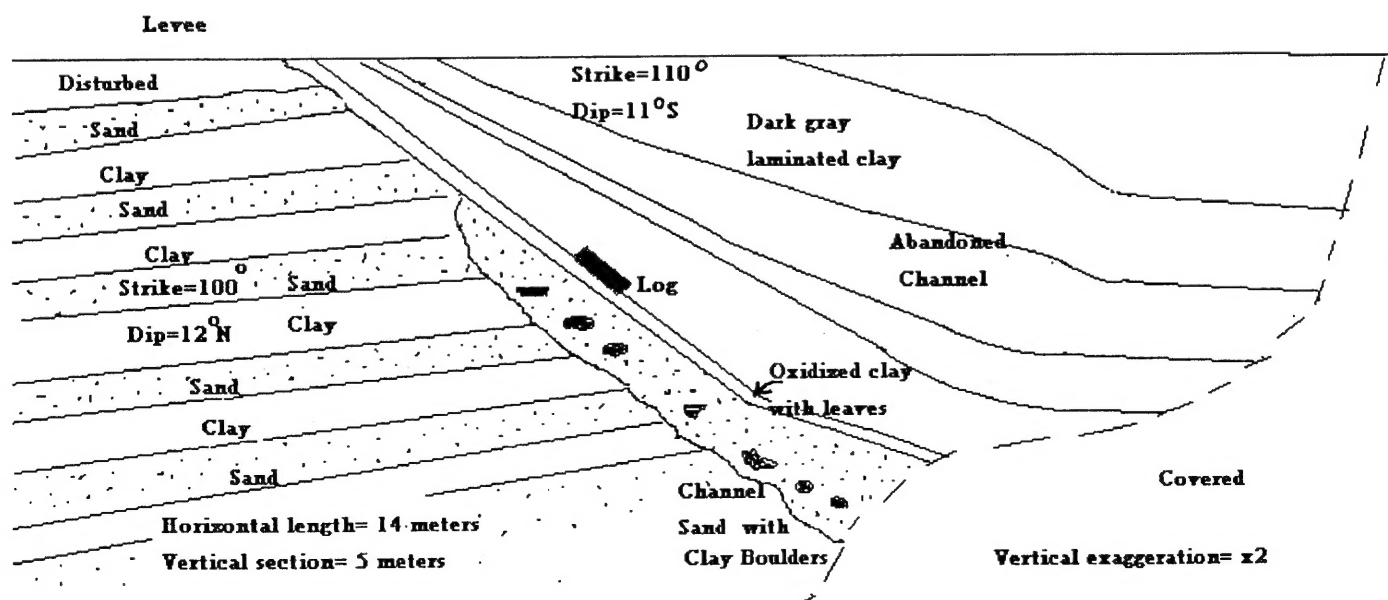 Levee
Disturbed
Sand
Clay
Sand
Clay
Strike=100° Sand
Dip=12°N Clay
Sand
Clay
Sand
Horizontal length= 14 meters
Vertical section= 5 meters
Strike=110°
Dip=11°S
Dark gray
laminated clay
Abandoned
Channel
Log
Oxidized clay
with leaves
Channel
Sand with
Clay Boulders
Covered
Vertical exaggeration= x2